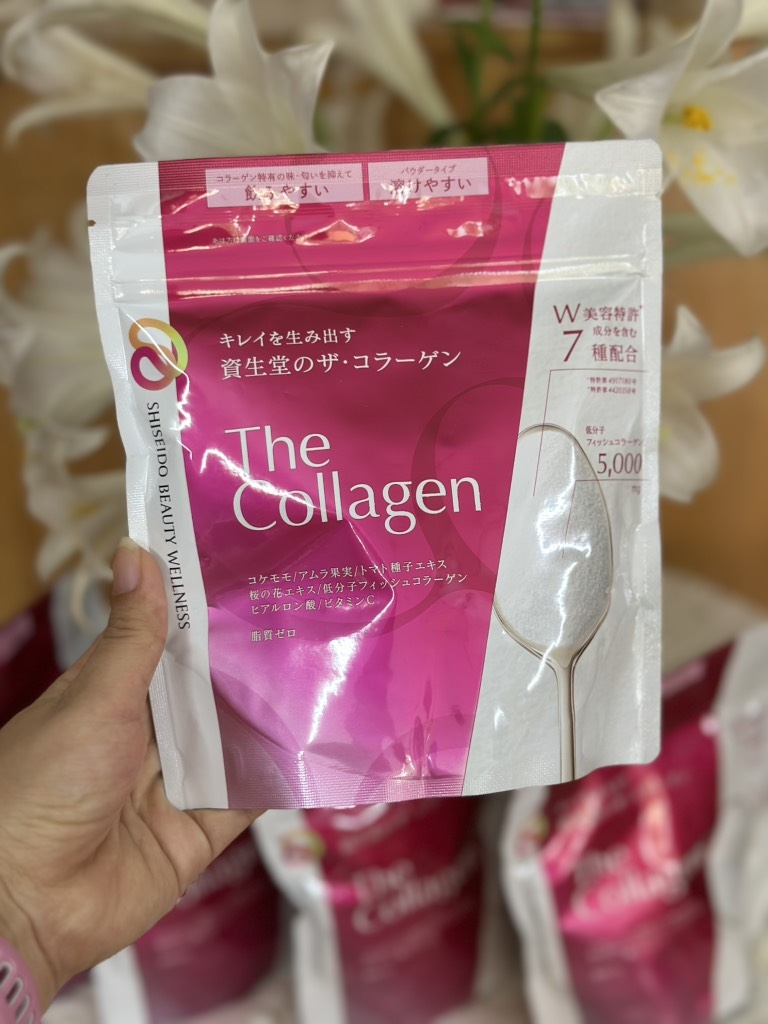 コラーゲン特有の味・匂いを抑えて
飲みやすい
パウダータイプ
溶けやすい
キレイを生み出す
資生堂のザ・コラーゲン
The
Collagen
コケモモ/アムラ果実/トマト種子エキス
桜の花エキス/低分子フィッシュコラーゲン
ヒアルロン酸/ビタミンC
脂質ゼロ
SHISEIDO BEAUTY WELLNESS
W美容特許*
成分を含む
7種配合
低分子
フィッシュコラーゲン
5,000
mg
The
Collagen
The
Collagen